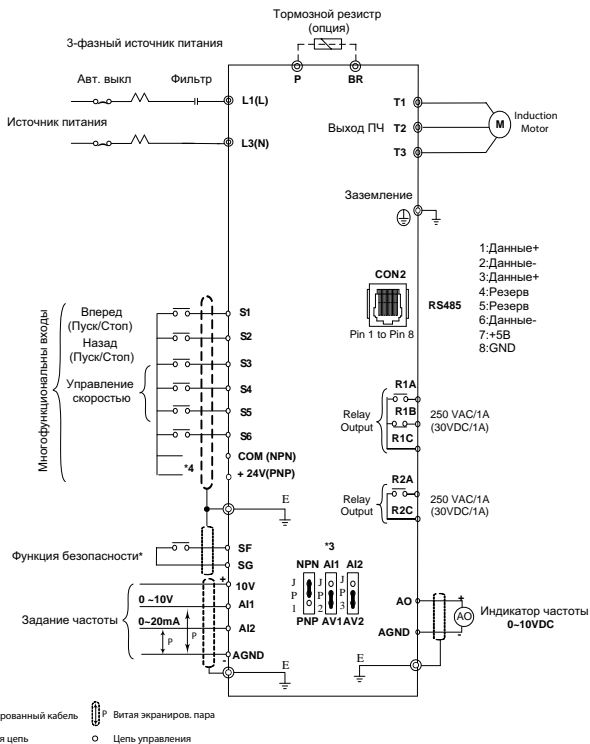 Тормозной резистр
(опция)
3-фазный источник питания
P
BR
Авт. выкл
Фильтр
L1(L)
T1
Источник питания
Выход ПЧ
T2
M
Induction
Motor
L3(N)
T3
Заземление
CON2
RS485
Pin 1 to Pin 8
1:Данные+
2:Данные-
3:Данные+
4:Резерв
5:Резерв
6:Данные-
7:+5В
8:GND
Многофункциональны входы
Вперед
(Пуск/Стоп)
Назад
(Пуск/Стоп)
Управление
скоростью
S1
S2
S3
S4
S5
S6
COM (NPN)
*4
+ 24V(PNP)
E
Relay
Output
R1A
R1B
R1C
250 VAC/1A
(30VDC/1A)
Relay
Output
R2A
R2C
250 VAC/1A
(30VDC/1A)
Функция безопасности*
SF
SG
*3
NPN AI1 AI2
J P 1
J P 2
J P 3
PNP AV1 AV2
Задание частоты
+
10V
0 ~10V
AI1
0~20mA
AI2
P
P
AGND
-
E
AO
+
AO
-
AGND
E
Индикатор частоты
0~10VDC
рованный кабель
P
Витая экраниров. пара
я цепь
Цепь управления